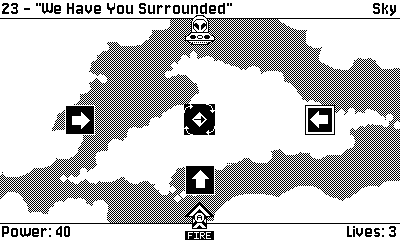 23 - "We Have You Surrounded" Sky
FIRE
Power: 40 Lives: 3